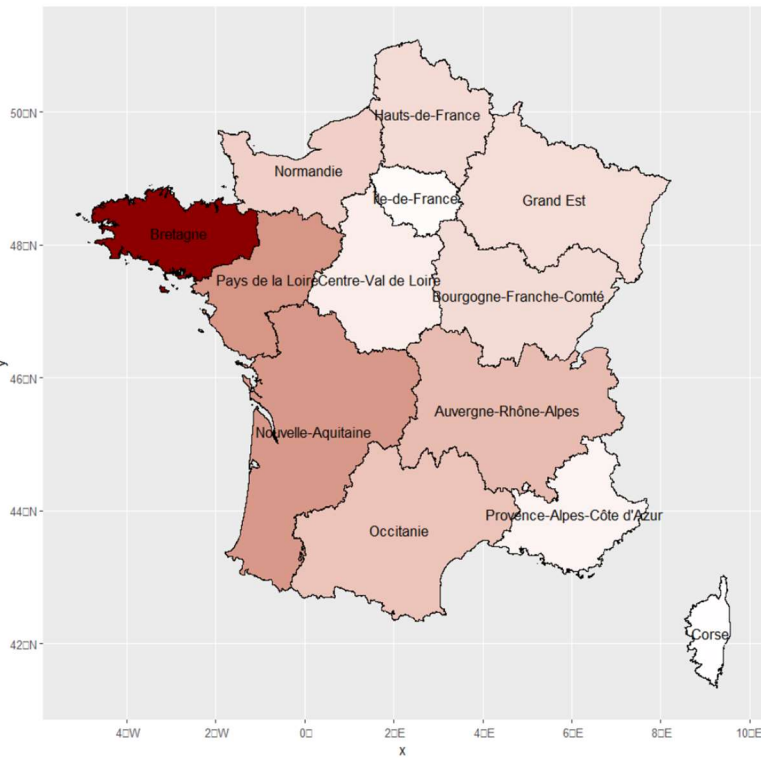 50□N
48□N
46□N
44□N
42□N
y
Hauts-de-France
Normandie
Île-de-France
Grand Est
Bretagne
Pays de la Loire
Centre-Val de Loire
Bourgogne-Franche-Comté
Auvergne-Rhône-Alpes
Nouvelle-Aquitaine
Provence-Alpes-Côte d'Azur
Occitanie
Corse
4□W 2□W 0□ 2□E 4□E 6□E 8□E 10□E
x